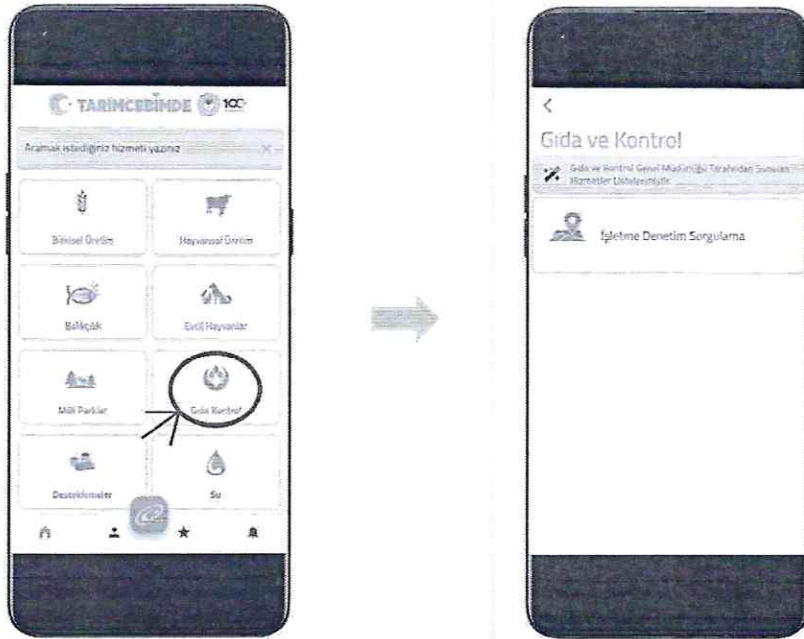 TARIMCEBİMDE 100
Aramak istediğiniz hizmeti yazınız
Bitkisel Üretim
Hayvansal Üretim
Balıkçılık
Evcil Hayvanlar
Milli Parklar
Gıda Kontrol
Desteklemeler
Su
Gıda ve Kontrol
Gıda ve Kontrol Genel Müdürlüğü Tarafından Sunulan
Hizmetler Listelenmiştir.
İşletme Denetim Sorgulama